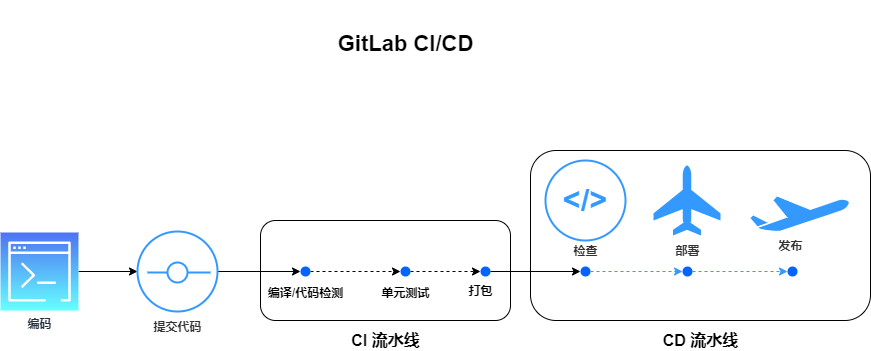 GitLab CI/CD
</>
检查
部署
发布
编译/代码检测
单元测试
打包
编码
提交代码
CI 流水线
CD 流水线